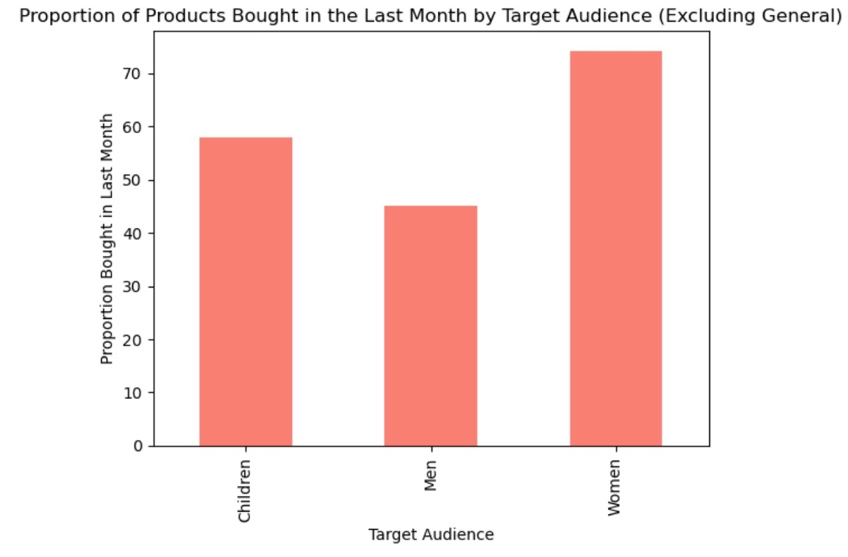 Proportion of Products Bought in the Last Month by Target Audience (Excluding General)
Proportion Bought in Last Month
70
60
50
40
30
20
10
0
Children
Men
Women
Target Audience